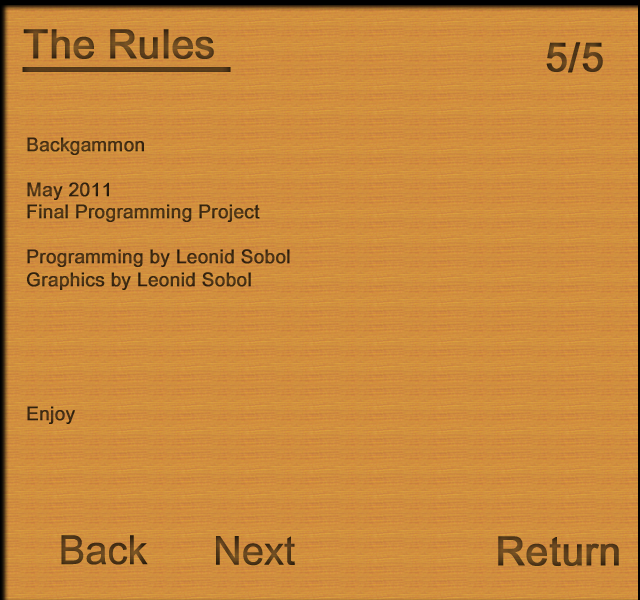 The Rules
5/5
Backgammon
May 2011
Final Programming Project
Programming by Leonid Sobol
Graphics by Leonid Sobol
Enjoy
Back
Next
Return